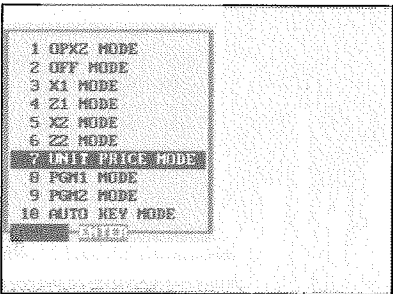 1 OPXZ MODE
2 OFF MODE
3 X1 MODE
4 Z1 MODE
5 X2 MODE
6 Z2 MODE
7 UNIT PRICE MODE
8 PGM1 MODE
9 PGM2 MODE
10 AUTO KEY MODE
ENTER